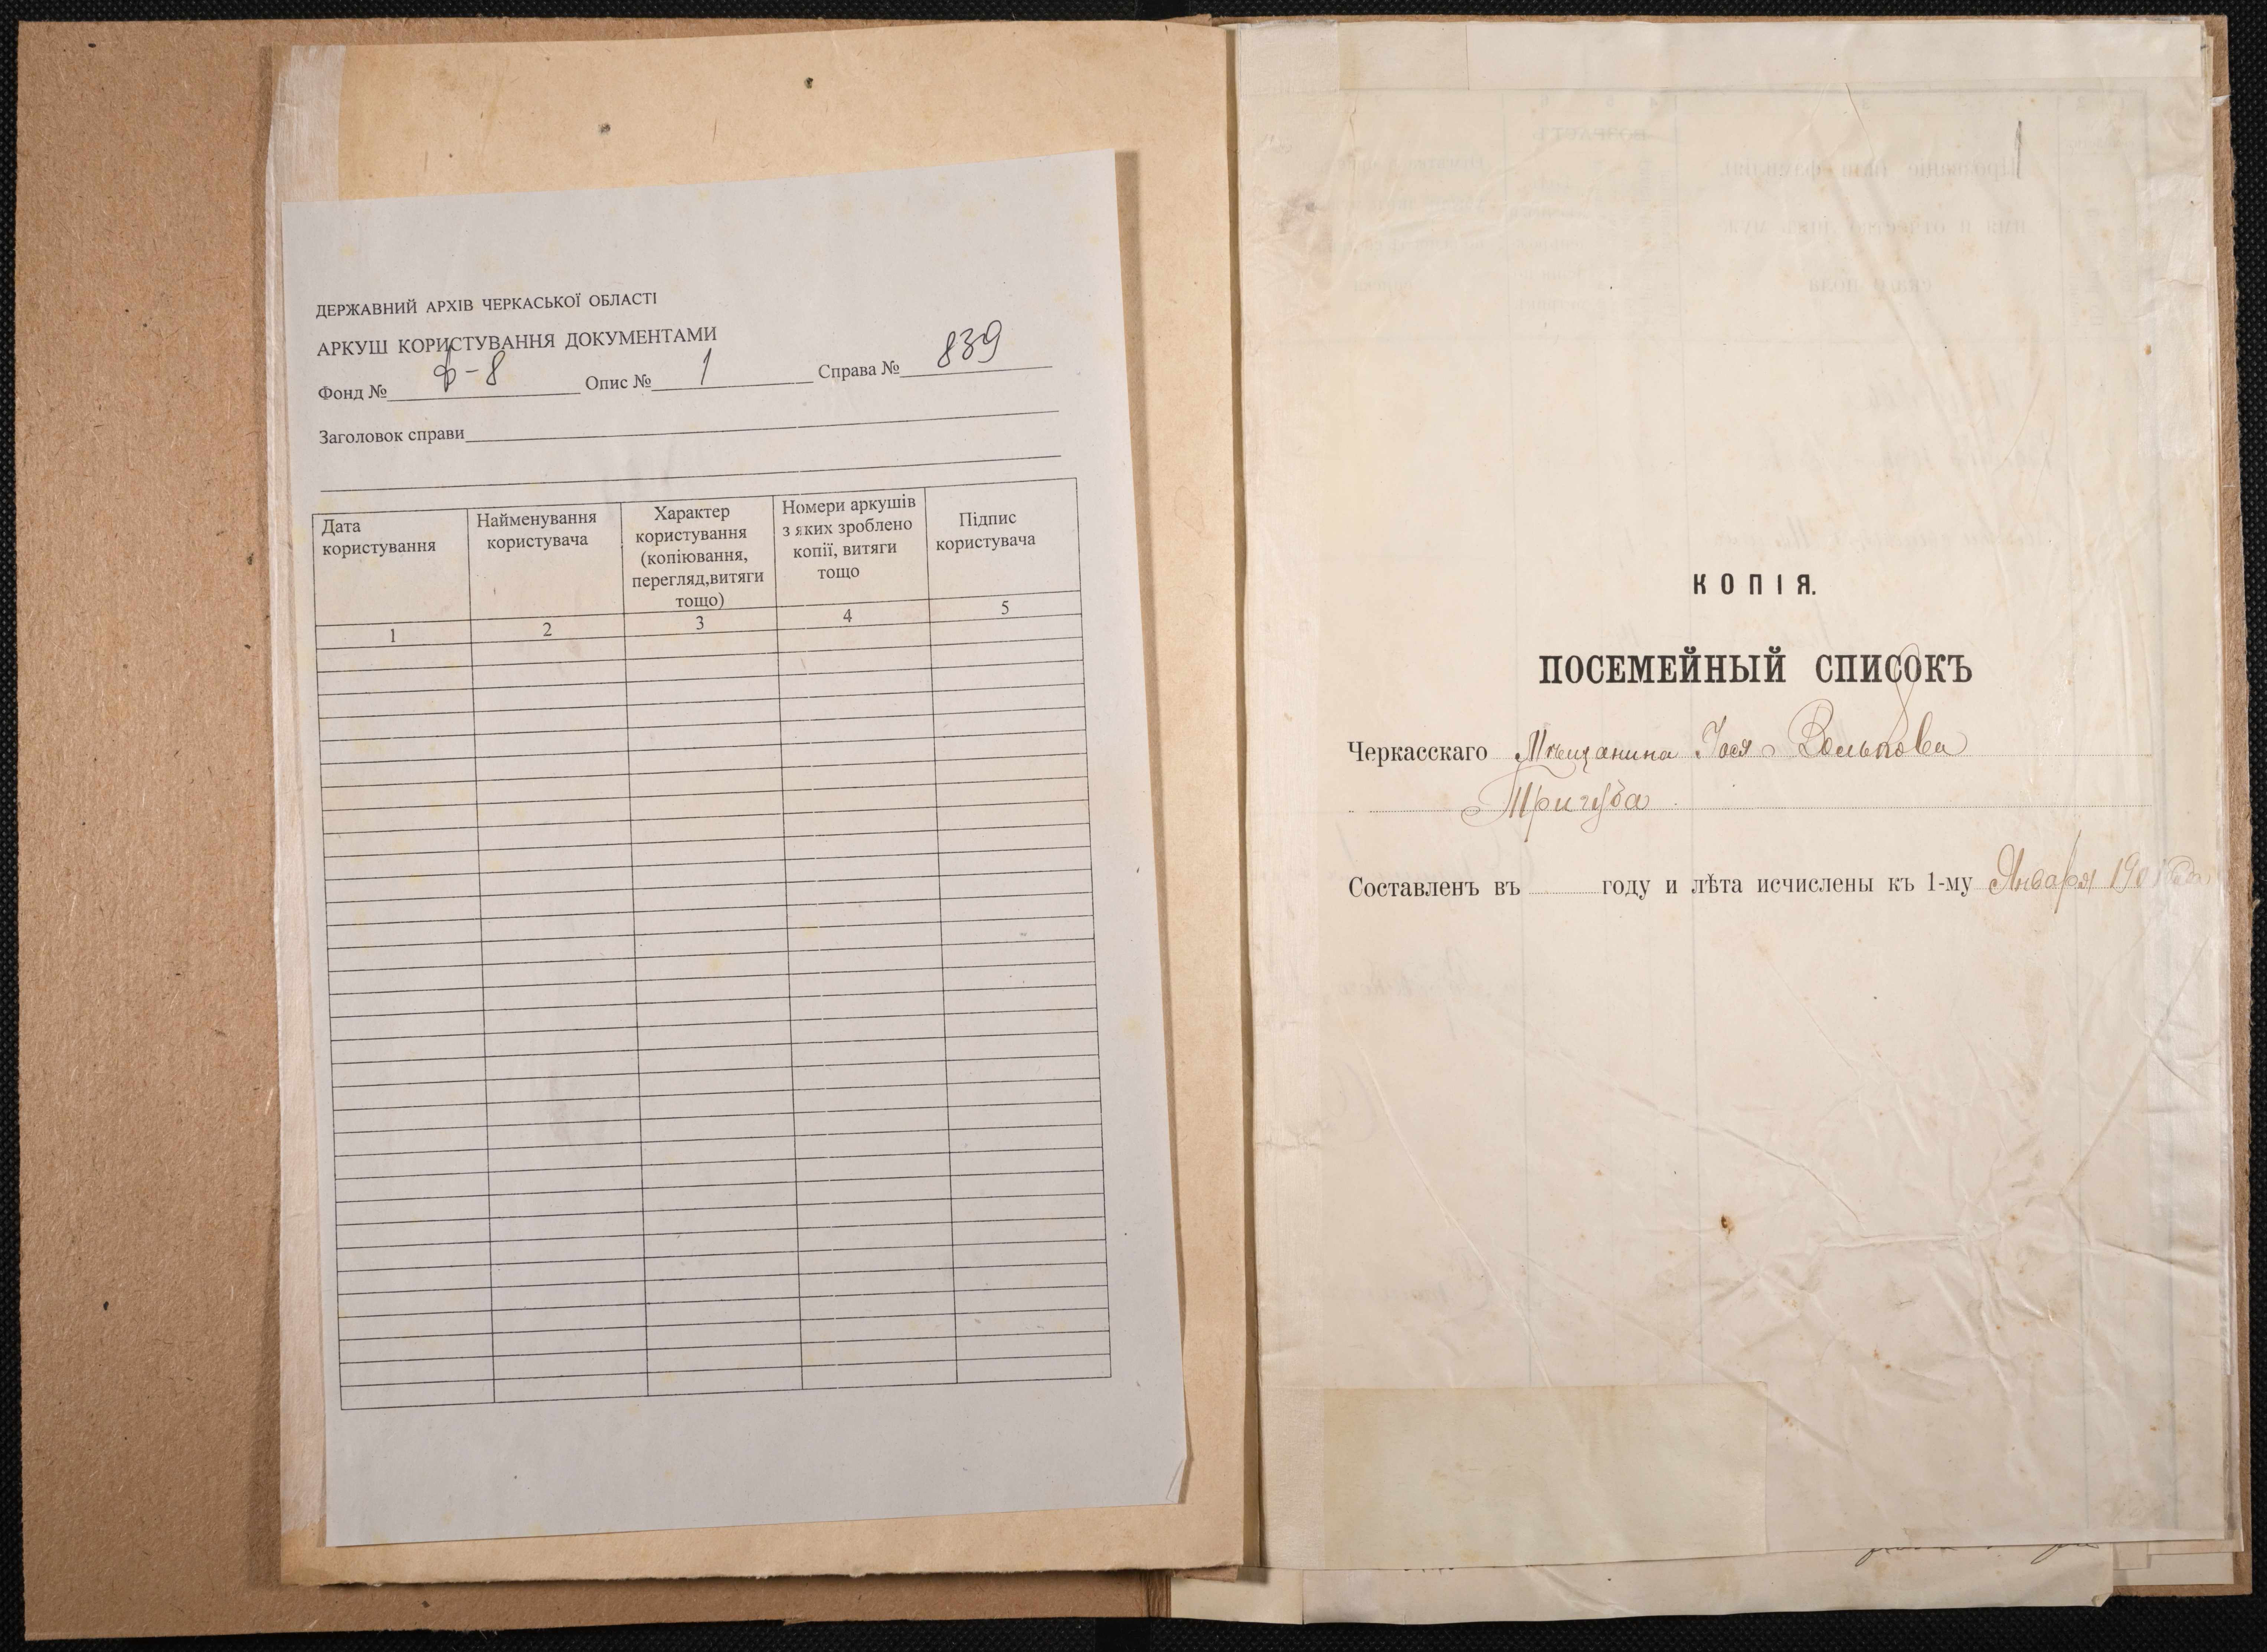 ДЕРЖАВНИЙ АРХІВ ЧЕРКАСЬКОЇ ОБЛАСТІ
АРКУШ КОРИСТУВАННЯ ДОКУМЕНТАМИ
Фонд № ф-8 Опис № 1 Справа № 839
Заголовок справи
Дата користування
Найменування користувача
Характер користування (копіювання, перегляд,витяги тощо)
Номери аркушів з яких зроблено копії, витяги тощо
Підпис користувача
1 2 3 4 5
КОПІЯ.
ПОСЕМЕЙНЫЙ СПИСОКЪ
Черкасскаго Мѣщанина Іося Волькова
Тригуба
Составленъ въ году и лѣта исчислены къ 1-му Января 190